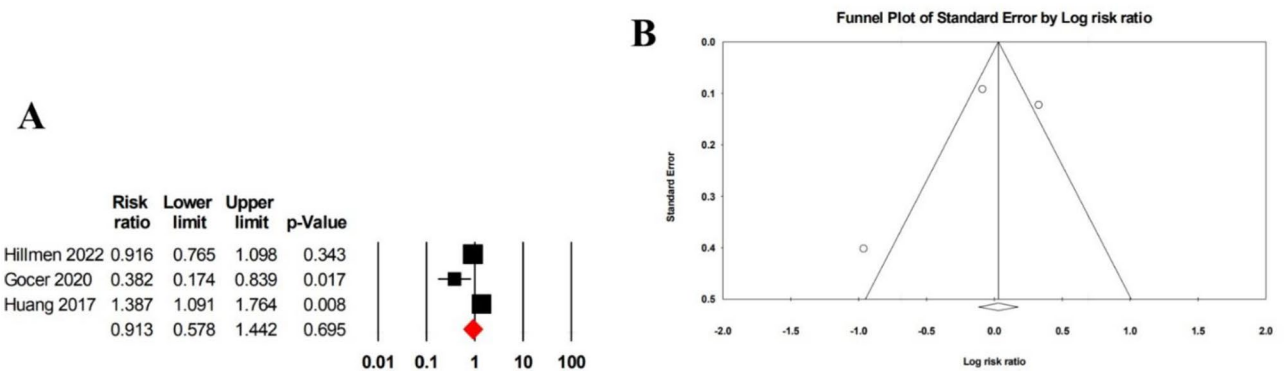 A
Risk Lower Upper
ratio limit limit p-Value
Hillmen 2022 0.916 0.765 1.098 0.343
Gocer 2020 0.382 0.174 0.839 0.017
Huang 2017 1.387 1.091 1.764 0.008
0.913 0.578 1.442 0.695
0.01 0.1 1 10 100
B
Funnel Plot of Standard Error by Log risk ratio
Standard Error
0.0
0.1
0.2
0.3
0.4
0.5
-2.0 -1.5 -1.0 -0.5 0.0 0.5 1.0 1.5 2.0
Log risk ratio